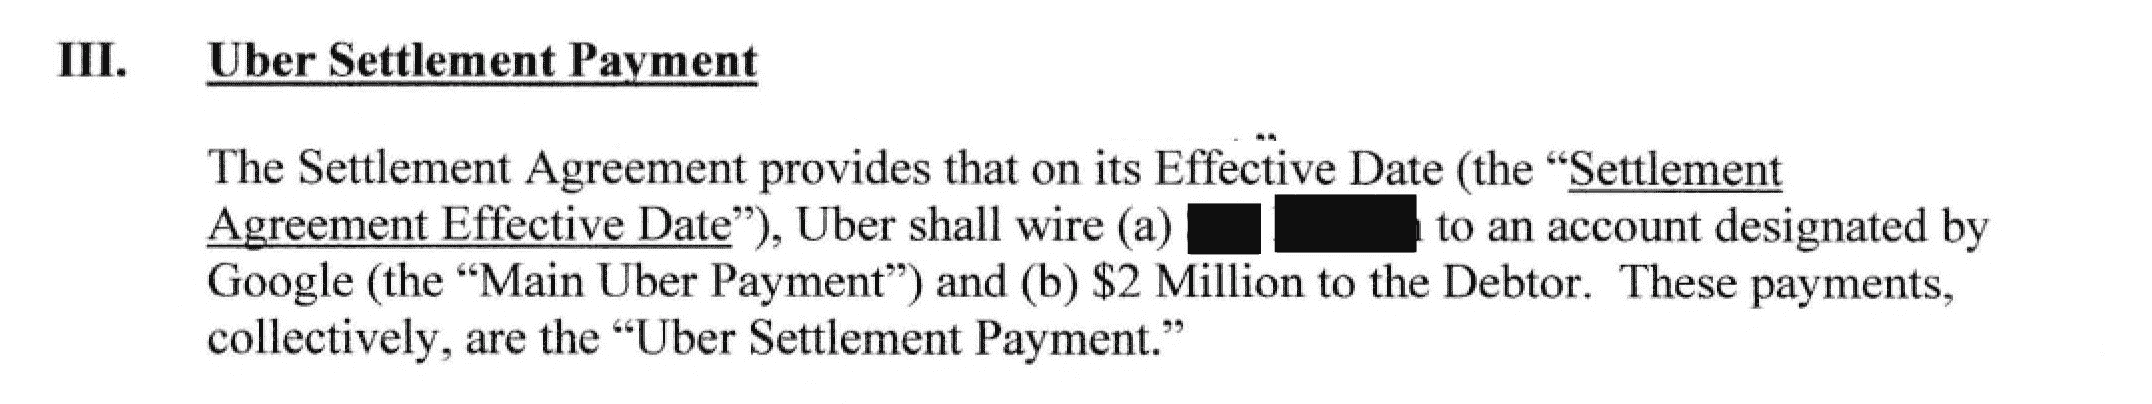 III. Uber Settlement Payment
The Settlement Agreement provides that on its Effective Date (the “Settlement
Agreement Effective Date”), Uber shall wire (a) to an account designated by
Google (the “Main Uber Payment”) and (b) $2 Million to the Debtor. These payments,
collectively, are the “Uber Settlement Payment.”